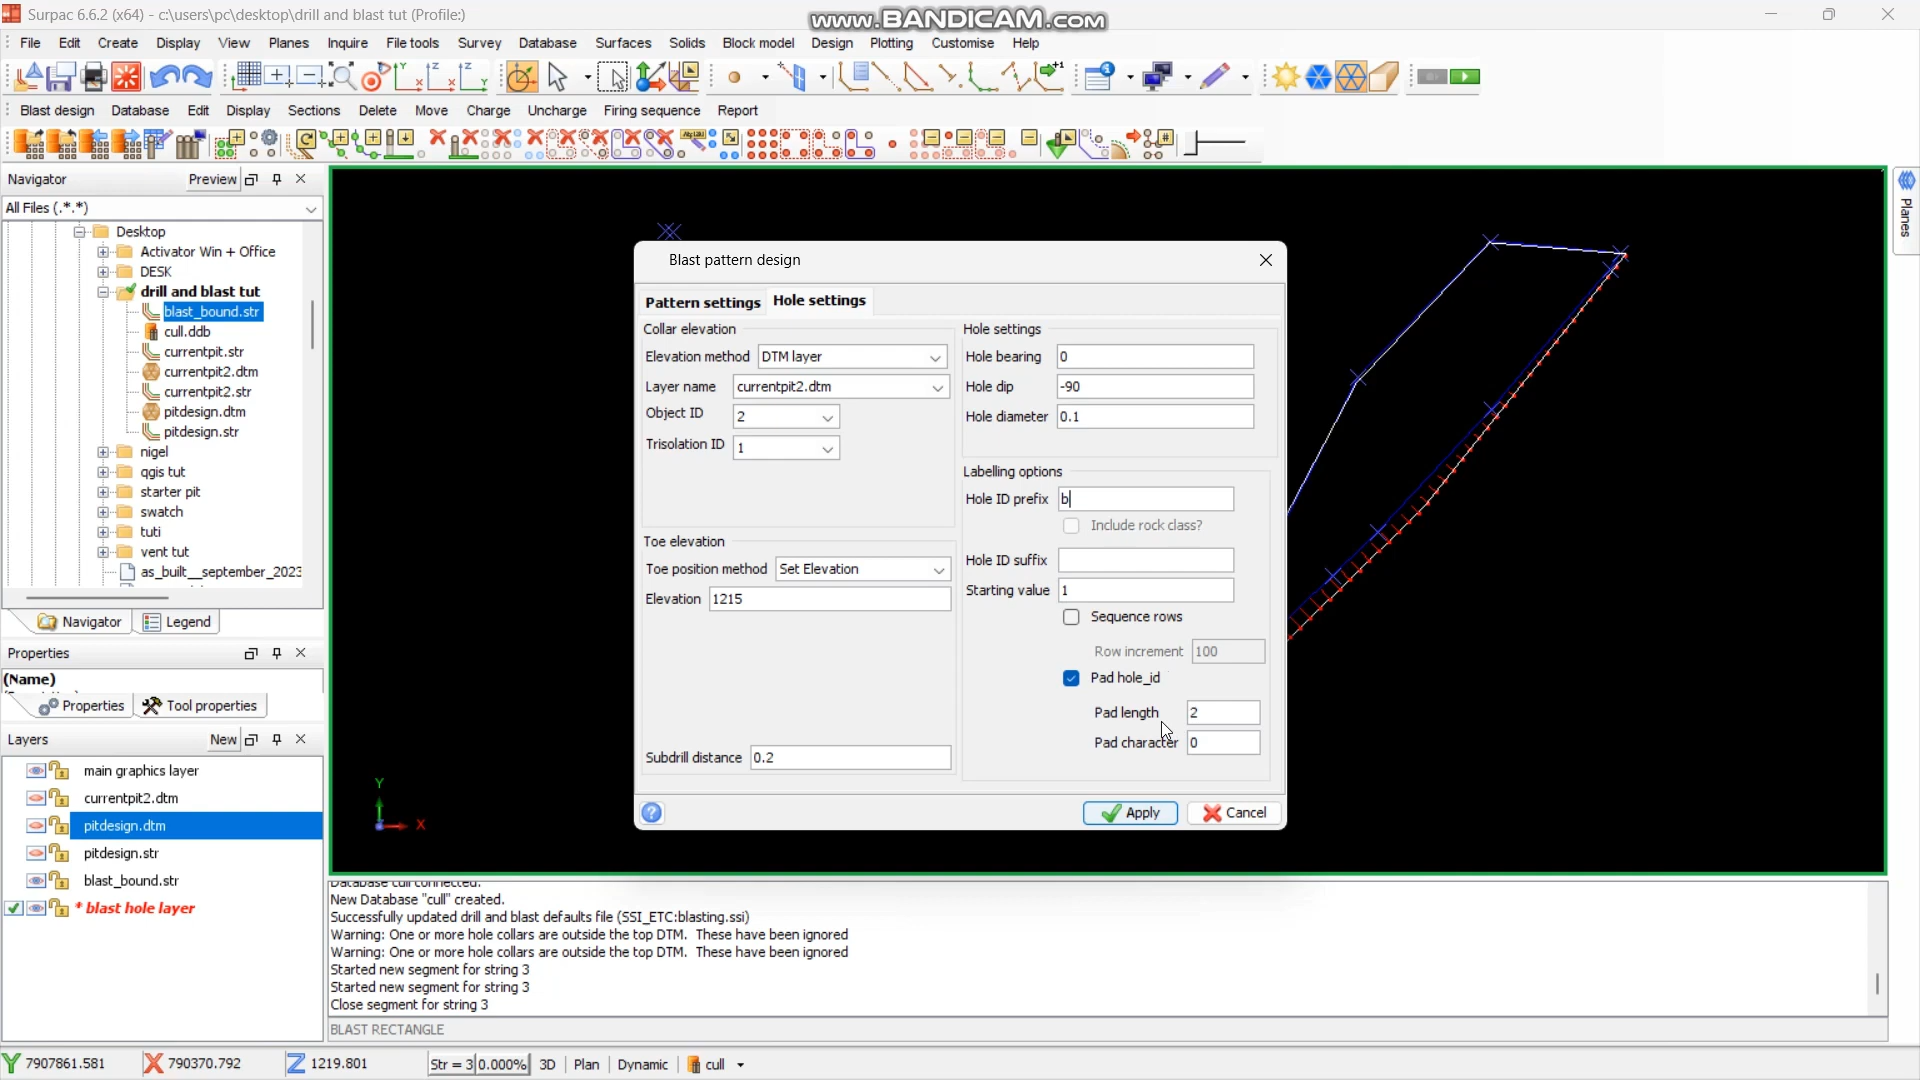 Surpac 6.6.2 (x64) - c:\users\pc\desktop\drill and blast tut (Profile:)
www.BANDICAM.com
File Edit Create Display View Planes Inquire File tools Survey Database Surfaces Solids Block model Design Plotting Customise Help
Blast design Database Edit Display Sections Delete Move Charge Uncharge Firing sequence Report
Navigator Preview
All Files (*.*)
Desktop
Activator Win + Office
DESK
drill and blast tut
blast_bound.str
cull.ddb
currentpit.str
currentpit2.dtm
currentpit2.str
pitdesign.dtm
pitdesign.str
nigel
qgis tut
starter pit
swatch
tuti
vent tut
as_built__september_2023
Navigator Legend
Properties
(Name)
Properties Tool properties
Layers New
main graphics layer
currentpit2.dtm
pitdesign.dtm
pitdesign.str
blast_bound.str
* blast hole layer
Planes
Blast pattern design
Pattern settings Hole settings
Collar elevation
Elevation method DTM layer
Layer name currentpit2.dtm
Object ID 2
Trisolation ID 1
Toe elevation
Toe position method Set Elevation
Elevation 1215
Subdrill distance 0.2
Hole settings
Hole bearing 0
Hole dip -90
Hole diameter 0.1
Labelling options
Hole ID prefix b
Include rock class?
Hole ID suffix
Starting value 1
Sequence rows
Row increment 100
Pad hole_id
Pad length 2
Pad character 0
Apply Cancel
Y
X
Database cull connected.
New Database "cull" created.
Successfully updated drill and blast defaults file (SSI_ETC:blasting.ssi)
Warning: One or more hole collars are outside the top DTM. These have been ignored
Warning: One or more hole collars are outside the top DTM. These have been ignored
Started new segment for string 3
Started new segment for string 3
Close segment for string 3
BLAST RECTANGLE
Y 7907861.581 X 790370.792 Z 1219.801 Str = 3 0.000% 3D Plan Dynamic cull